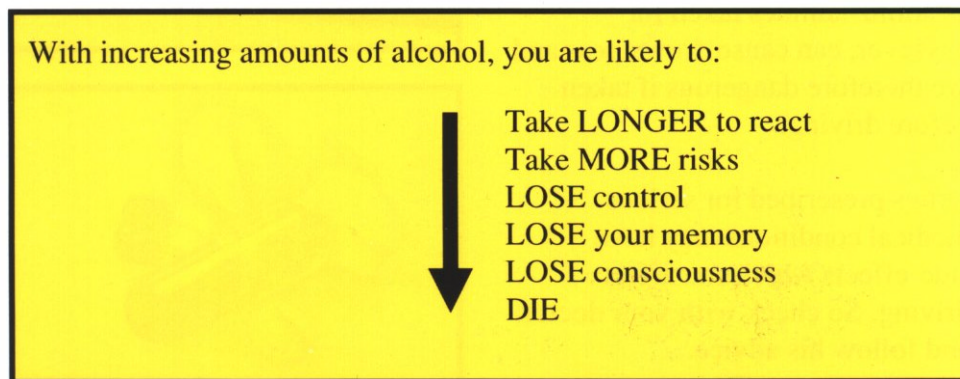 With increasing amounts of alcohol, you are likely to:
Take LONGER to react
Take MORE risks
LOSE control
LOSE your memory
LOSE consciousness
DIE